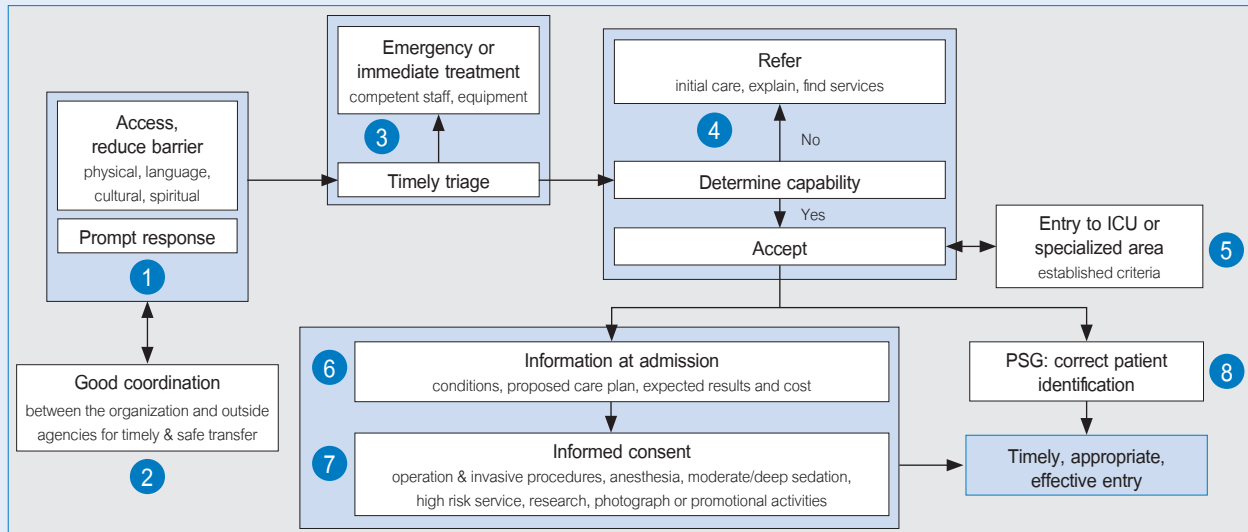 Access,
reduce barrier
physical, language,
cultural, spiritual
Prompt response
1
Good coordination
between the organization and outside
agencies for timely & safe transfer
2
Emergency or
immediate treatment
competent staff, equipment
3
Timely triage
Refer
initial care, explain, find services
4
No
Determine capability
Yes
Accept
Entry to ICU or
specialized area
established criteria
5
6
Information at admission
conditions, proposed care plan, expected results and cost
7
Informed consent
operation & invasive procedures, anesthesia, moderate/deep sedation,
high risk service, research, photograph or promotional activities
PSG: correct patient
identification
8
Timely, appropriate,
effective entry